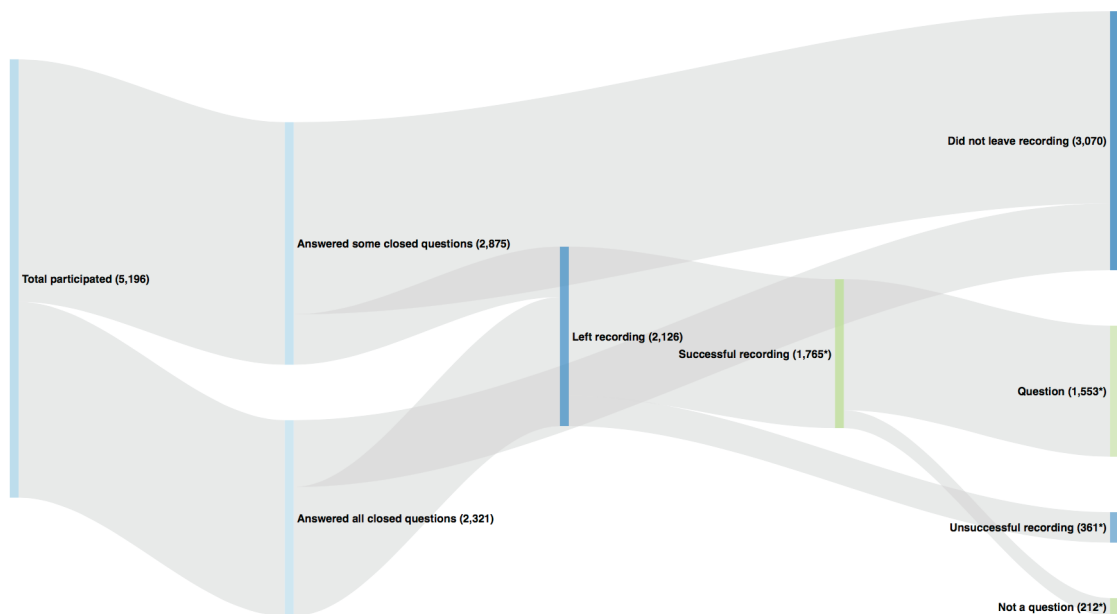 Did not leave recording (3,070)
Answered some closed questions (2,875)
Total participated (5,196)
Left recording (2,126)
Successful recording (1,765*)
Question (1,553*)
Answered all closed questions (2,321)
Unsuccessful recording (361*)
Not a question (212*)